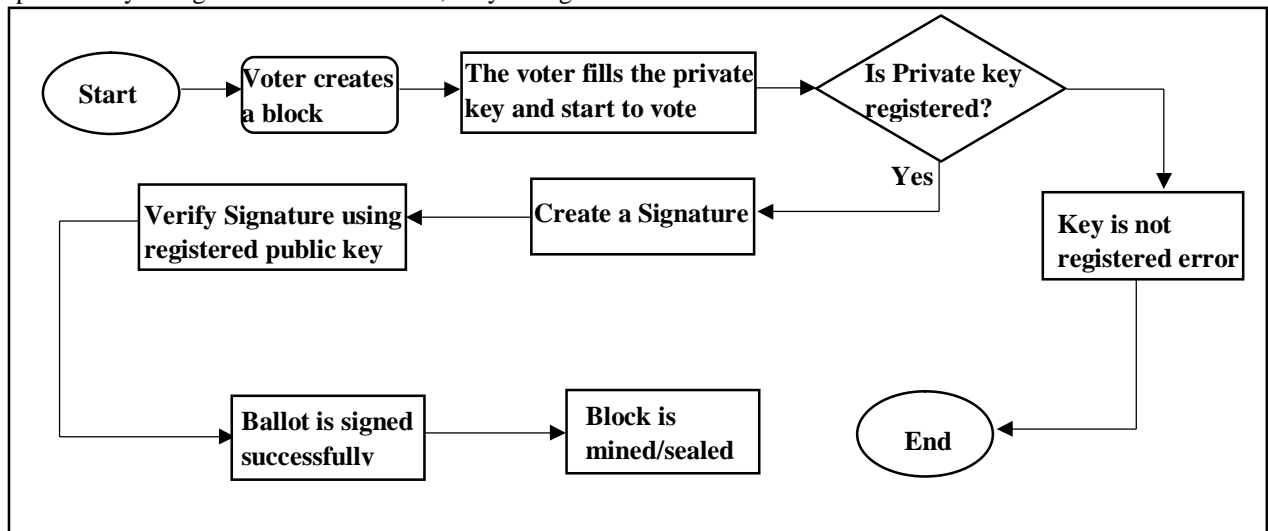 Start
Voter creates
a block
The voter fills the private
key and start to vote
Is Private key
registered?
Yes
Key is not
registered error
Create a Signature
Verify Signature using
registered public key
Ballot is signed
successfully
Block is
mined/sealed
End